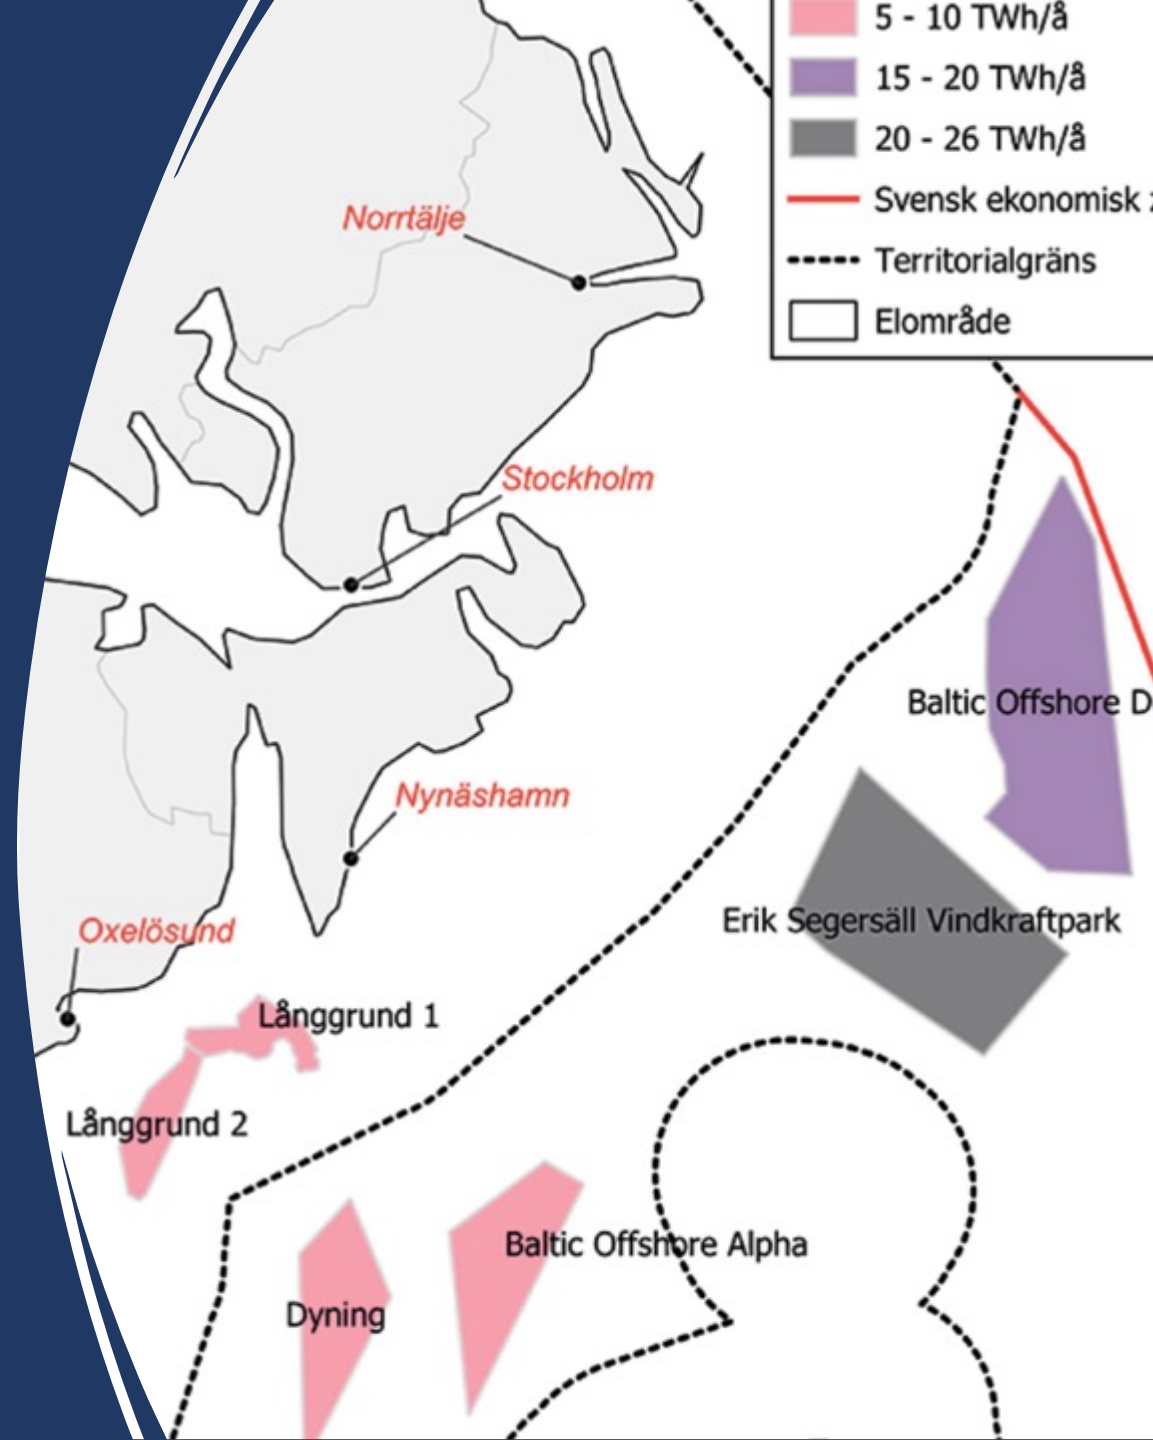 5 - 10 TWh/å
15 - 20 TWh/å
20 - 26 TWh/å
Svensk ekonomisk
Territorialgräns
Elområde
Norrtälje
Stockholm
Baltic Offshore D
Nynäshamn
Erik Segersäll Vindkraftpark
Oxelösund
Långgrund 1
Långgrund 2
Baltic Offshore Alpha
Dyning